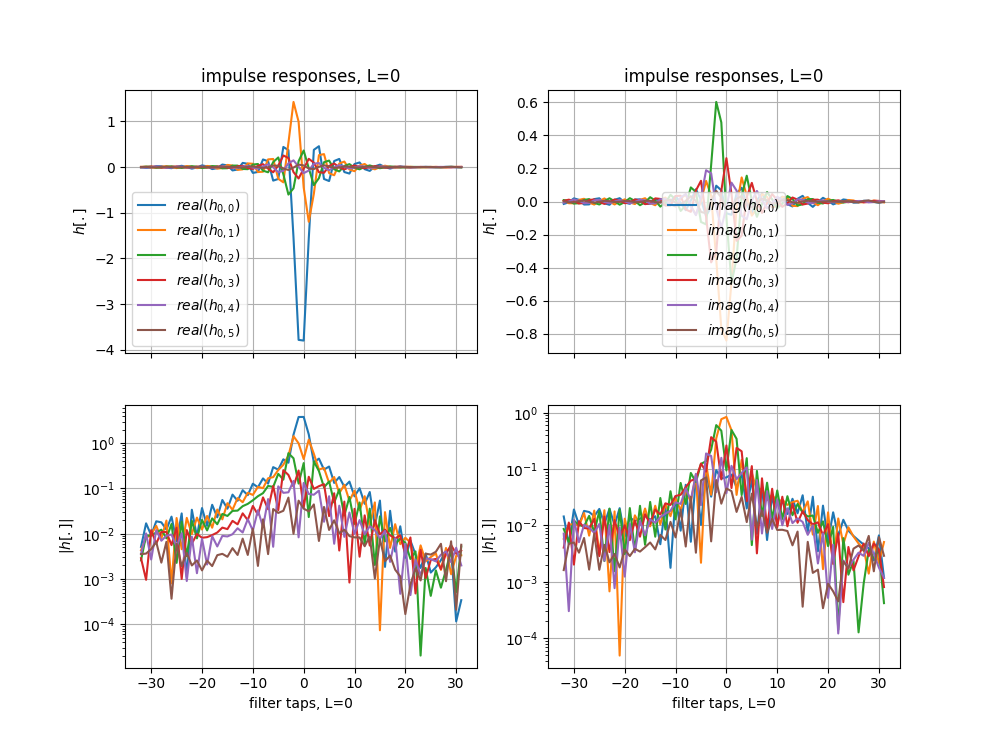 impulse responses, L=0
1
0
−1
−2
−3
−4
h[.]
real(h0,0)
real(h0,1)
real(h0,2)
real(h0,3)
real(h0,4)
real(h0,5)
impulse responses, L=0
0.6
0.4
0.2
0.0
−0.2
−0.4
−0.6
−0.8
h[.]
imag(h0,0)
imag(h0,1)
imag(h0,2)
imag(h0,3)
imag(h0,4)
imag(h0,5)
10^0
10^−1
10^−2
10^−3
10^−4
|h[.]|
−30 −20 −10 0 10 20 30
filter taps, L=0
10^0
10^−1
10^−2
10^−3
10^−4
|h[.]|
−30 −20 −10 0 10 20 30
filter taps, L=0